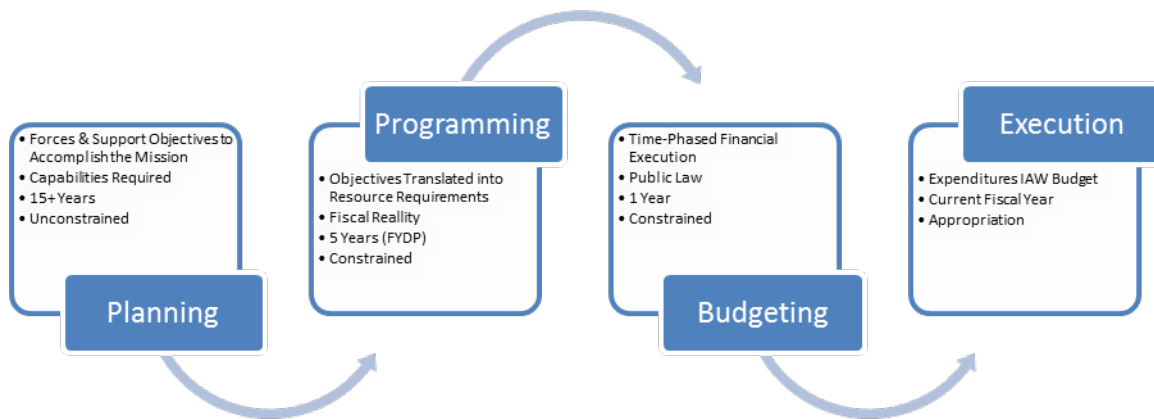 • Forces & Support Objectives to
Accomplish the Mission
• Capabilities Required
• 15+ Years
• Unconstrained
Planning
Programming
• Objectives Translated into
Resource Requirements
• Fiscal Reallity
• 5 Years (FYDP)
• Constrained
• Time-Phased Financial
Execution
• Public Law
• 1 Year
• Constrained
Budgeting
Execution
• Expenditures IAW Budget
• Current Fiscal Year
• Appropriation